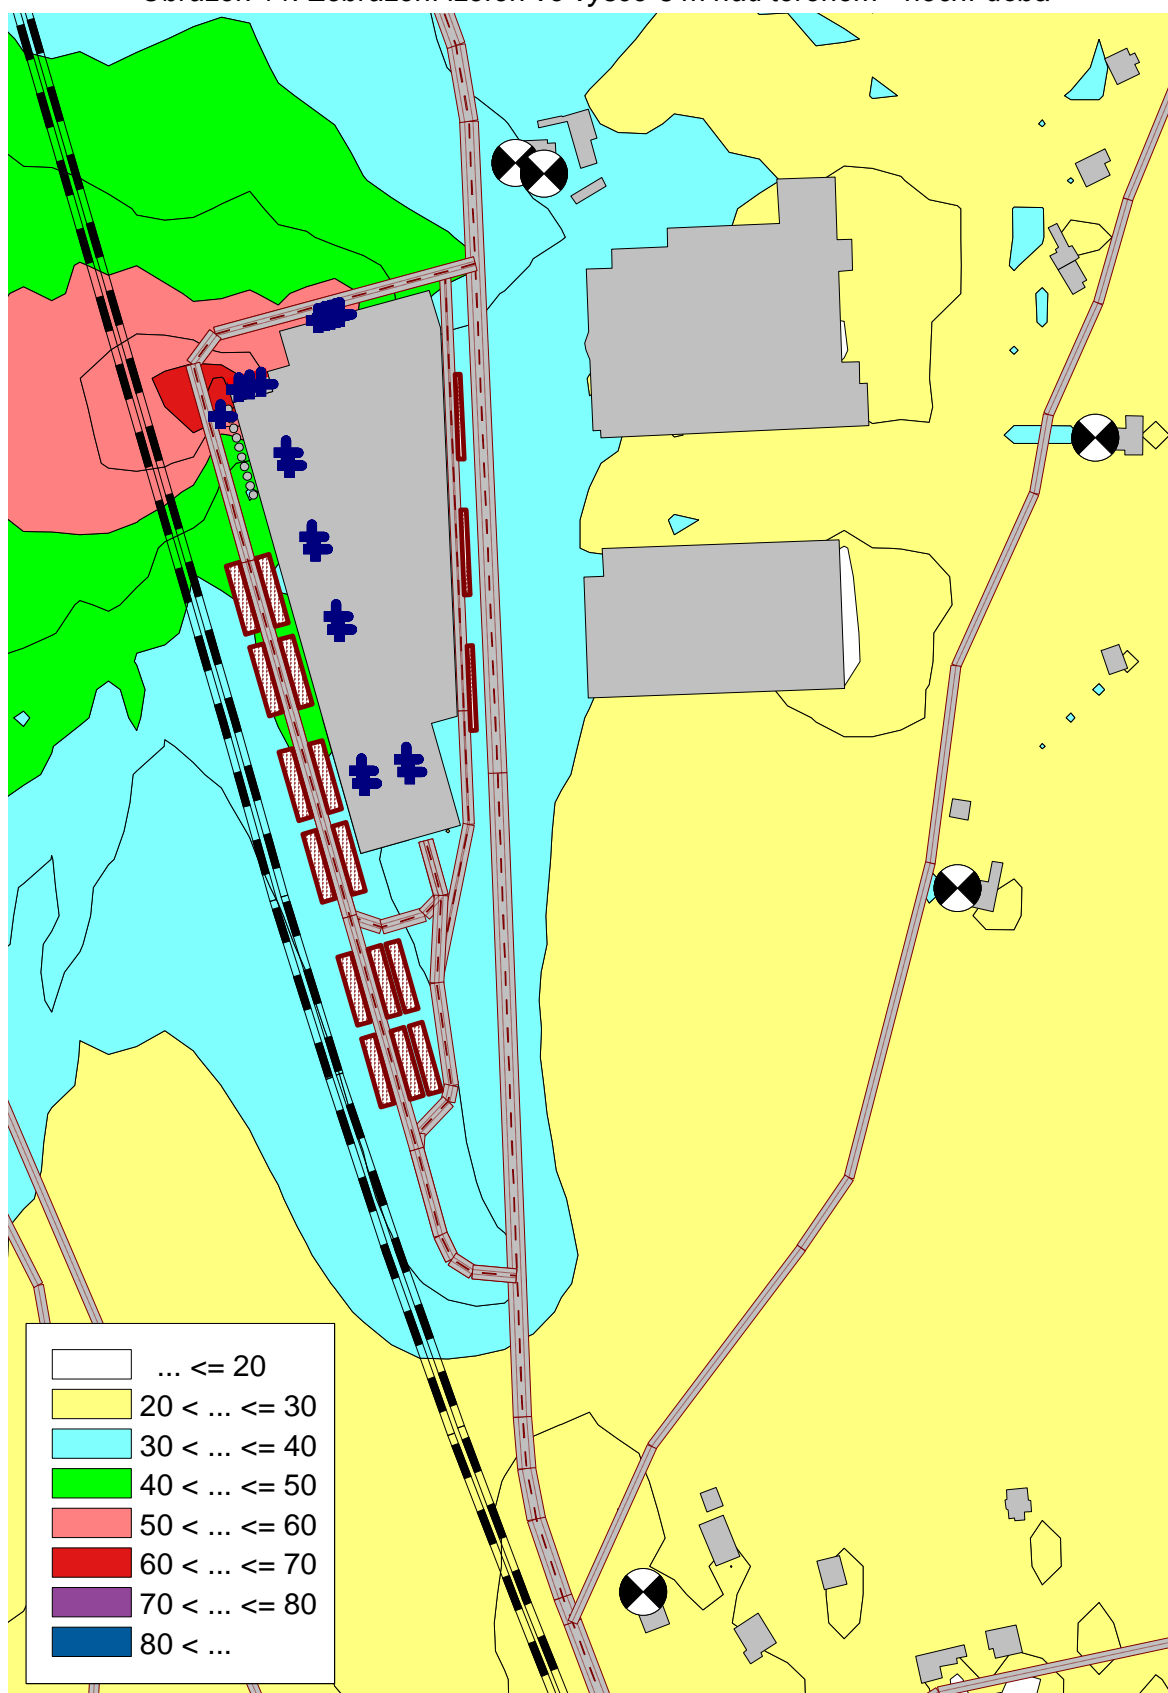 ... <= 20
20 < ... <= 30
30 < ... <= 40
40 < ... <= 50
50 < ... <= 60
60 < ... <= 70
70 < ... <= 80
80 < ...